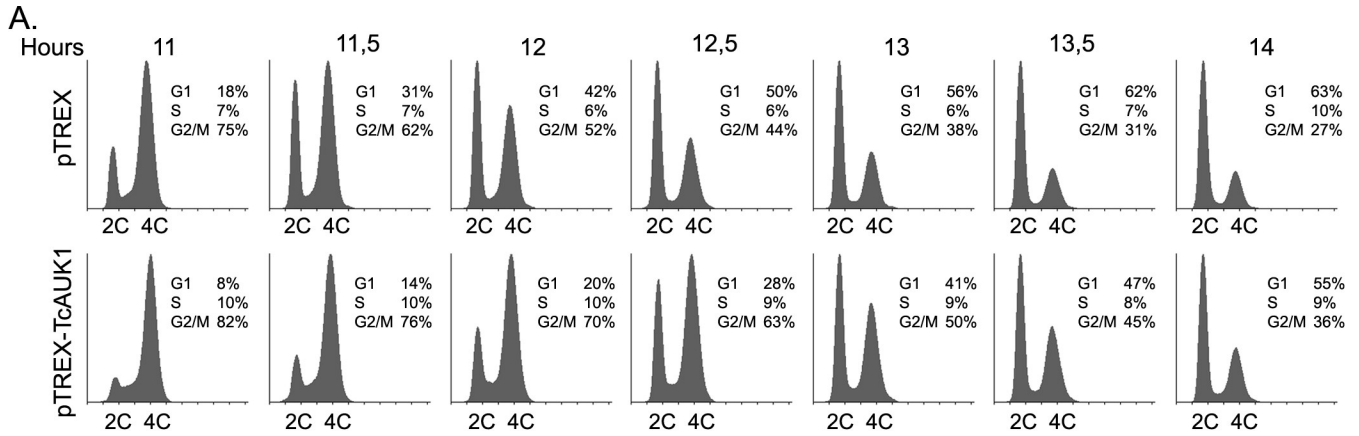 A.
Hours 11 11,5 12 12,5 13 13,5 14
pTREX
G1 18%
S 7%
G2/M 75%
2C 4C
G1 31%
S 7%
G2/M 62%
2C 4C
G1 42%
S 6%
G2/M 52%
2C 4C
G1 50%
S 6%
G2/M 44%
2C 4C
G1 56%
S 6%
G2/M 38%
2C 4C
G1 62%
S 7%
G2/M 31%
2C 4C
G1 63%
S 10%
G2/M 27%
2C 4C
pTREX-TcAUK1
G1 8%
S 10%
G2/M 82%
2C 4C
G1 14%
S 10%
G2/M 76%
2C 4C
G1 20%
S 10%
G2/M 70%
2C 4C
G1 28%
S 9%
G2/M 63%
2C 4C
G1 41%
S 9%
G2/M 50%
2C 4C
G1 47%
S 8%
G2/M 45%
2C 4C
G1 55%
S 9%
G2/M 36%
2C 4C